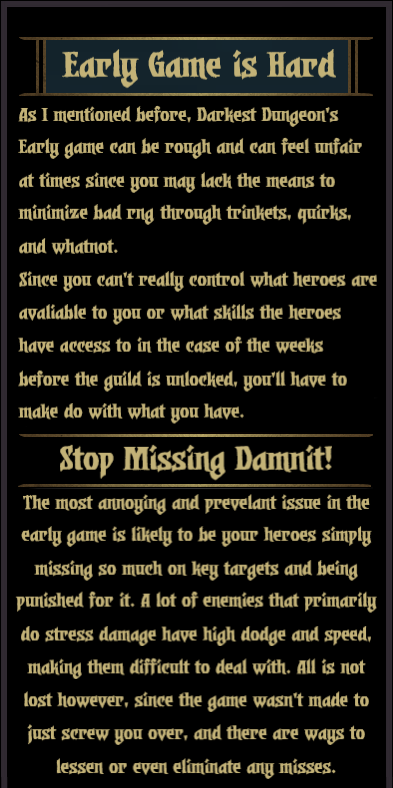 Early Game is Hard
As I mentioned before, Darkest Dungeon's
Early game can be rough and can feel unfair
at times since you may lack the means to
minimize bad rng through trinkets, quirks,
and whatnot.
Since you can't really control what heroes are
avaliable to you or what skills the heroes
have access to in the case of the weeks
before the guild is unlocked, you'll have to
make do with what you have.
Stop Missing Damnit!
The most annoying and prevelant issue in the
early game is likely to be your heroes simply
missing so much on key targets and being
punished for it. A lot of enemies that primarily
do stress damage have high dodge and speed,
making them difficult to deal with. All is not
lost however, since the game wasn't made to
just screw you over, and there are ways to
lessen or even eliminate any misses.